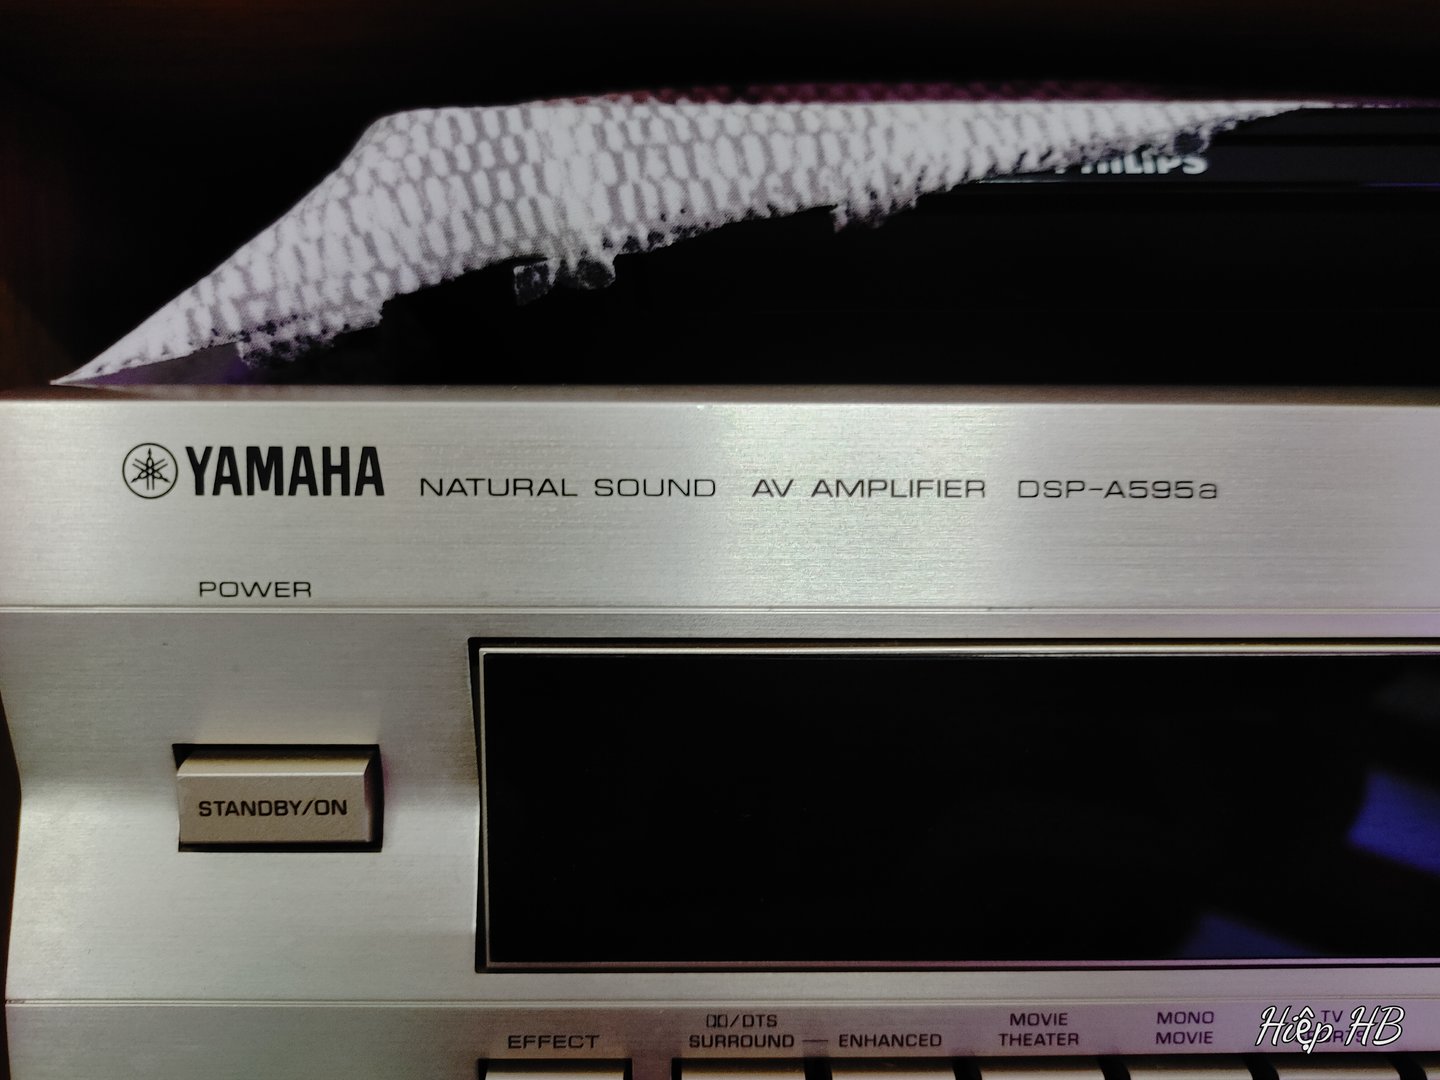 PHILIPS
YAMAHA NATURAL SOUND AV AMPLIFIER DSP-A595a
POWER
STANDBY/ON
EFFECT
/DTS SURROUND
ENHANCED
MOVIE THEATER
MONO MOVIE
TV
Hiệp HB